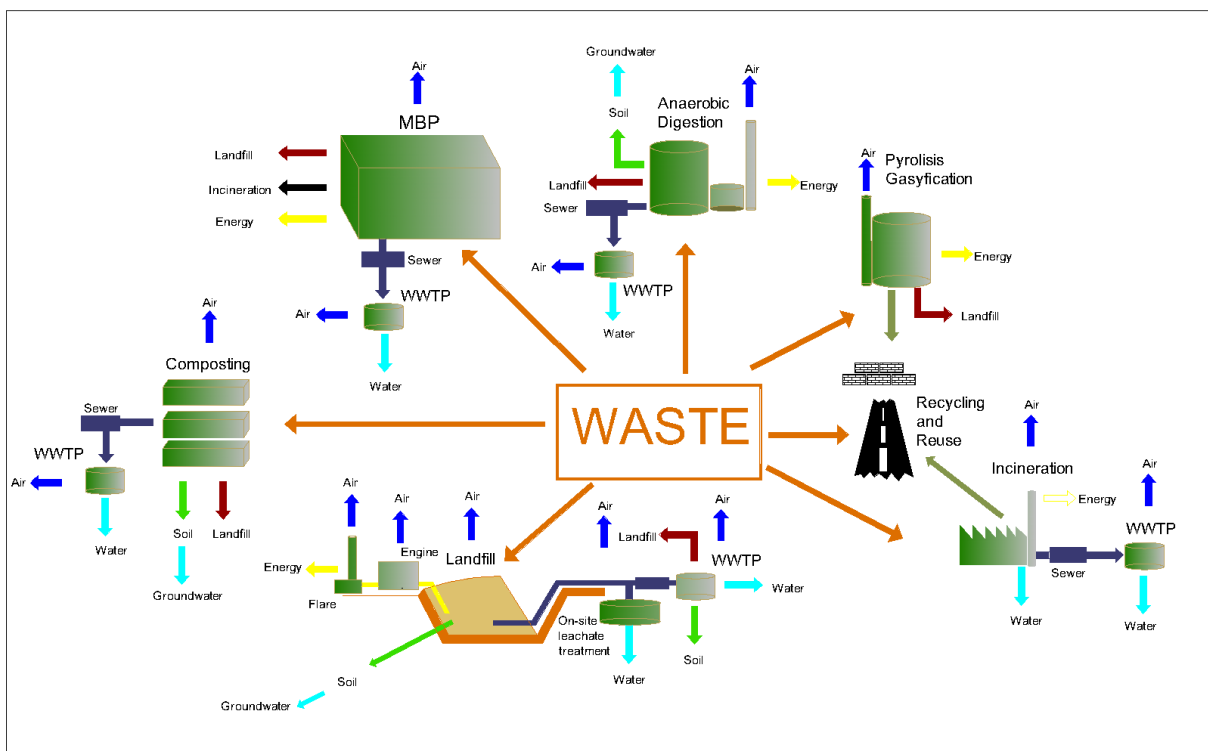 Groundwater
Air
Air
Soil
Anaerobic
Digestion
MBP
Landfill
Incineration
Energy
Sewer
WWTP
Air
Water
Landfill
Sewer
Energy
Air
WWTP
Water
Air
Pyrolisis
Gasyfication
Energy
Landfill
Air
Composting
Sewer
WWTP
Air
Water
Soil
Landfill
Groundwater
WASTE
Recycling
and
Reuse
Air
Incineration
Energy
Air
WWTP
Sewer
Water
Water
Air
Air
Air
Engine
Landfill
Energy
Flare
Air
Air
Landfill
WWTP
Water
On-site
leachate
treatment
Water
Soil
Soil
Groundwater